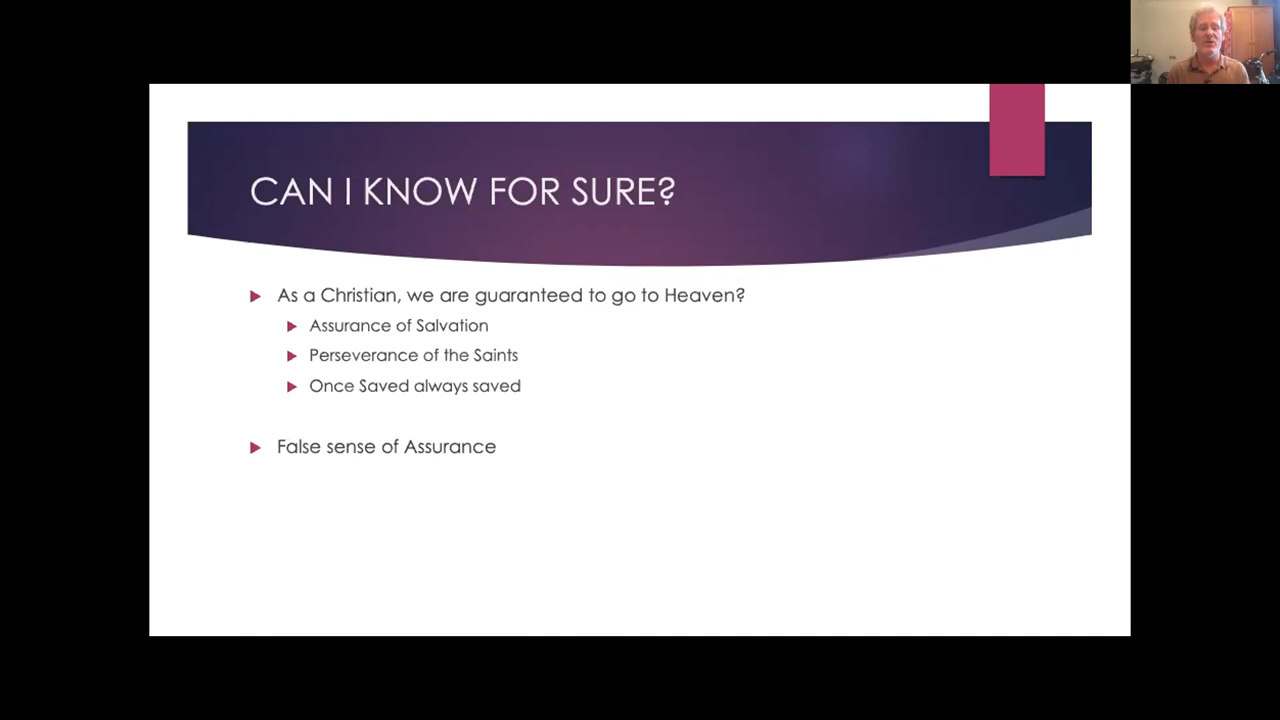 CAN I KNOW FOR SURE?
As a Christian, we are guaranteed to go to Heaven?
Assurance of Salvation
Perseverance of the Saints
Once Saved always saved
False sense of Assurance